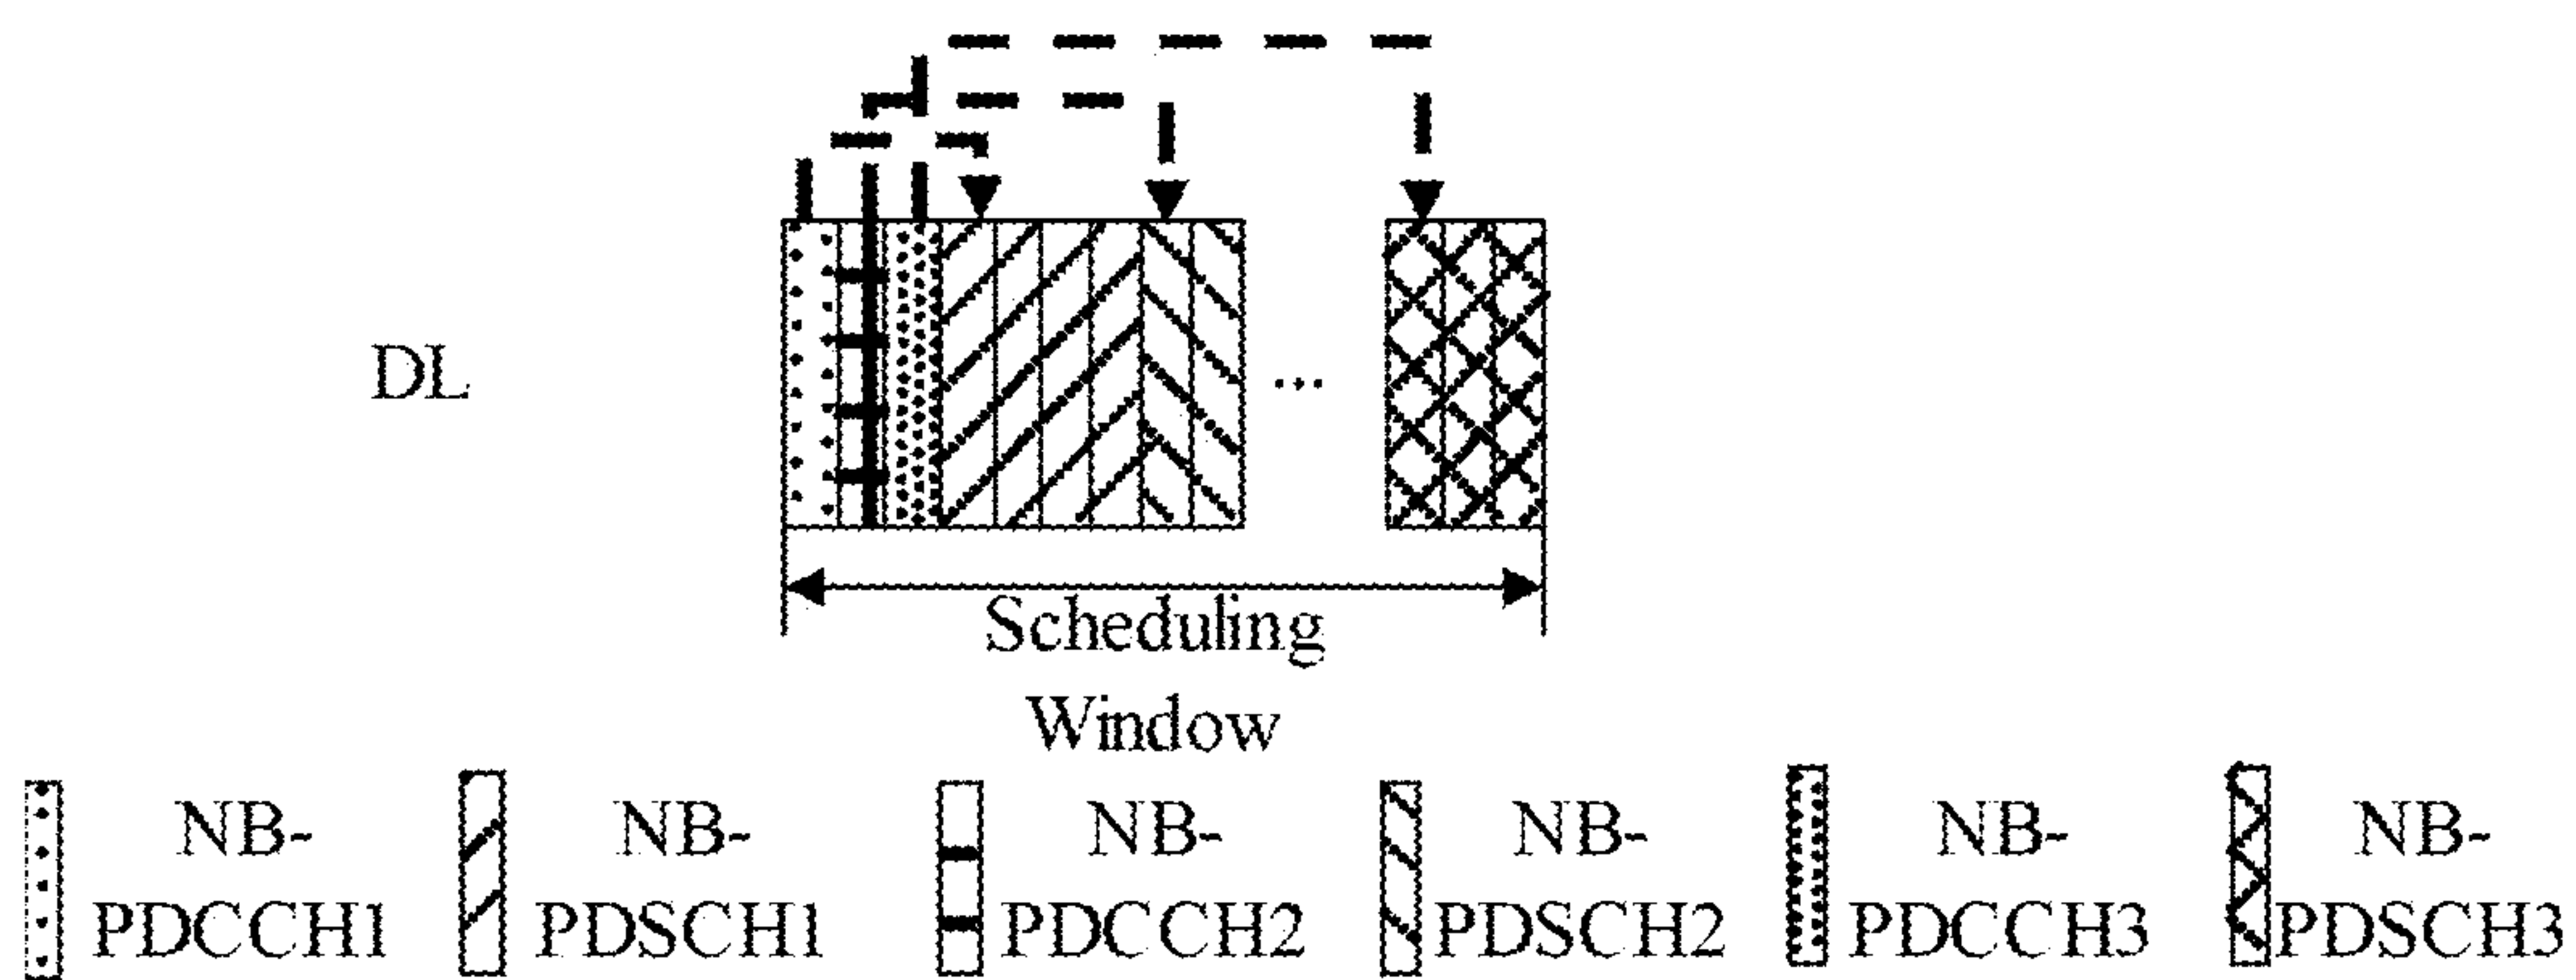 DL
...
Scheduling
Window
NB- NB- NB- NB- NB- NB-
PDCCH1 PDSCH1 PDCCH2 PDSCH2 PDCCH3 PDSCH3